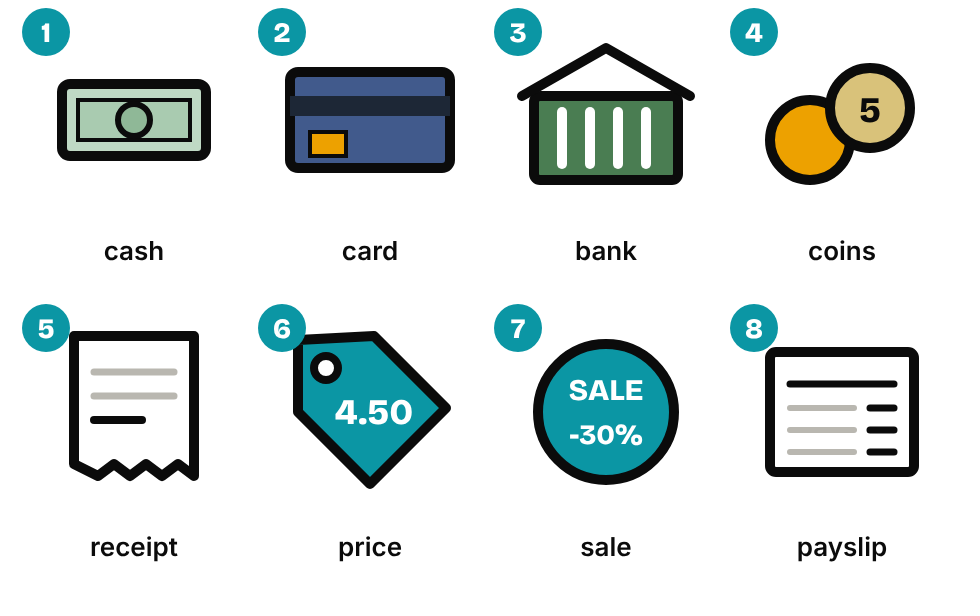 1
2
3
4
5
cash
card
bank
coins
5
6
7
8
4.50
SALE
-30%
receipt
price
sale
payslip